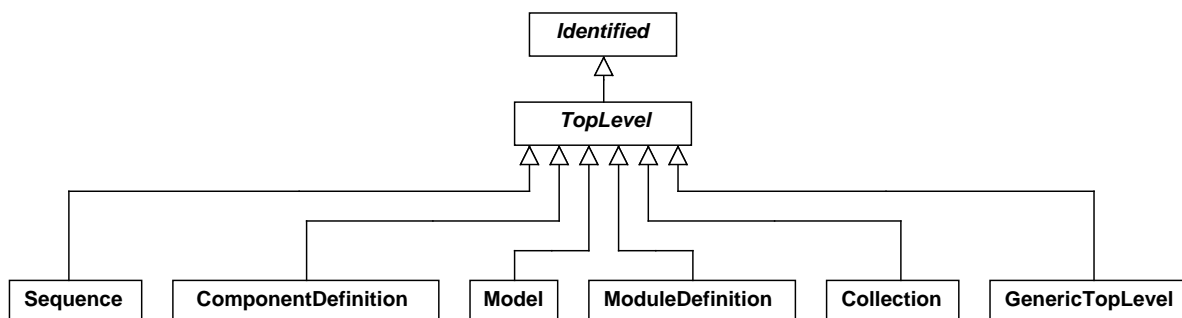 Identified
TopLevel
Sequence
ComponentDefinition
Model
ModuleDefinition
Collection
GenericTopLevel